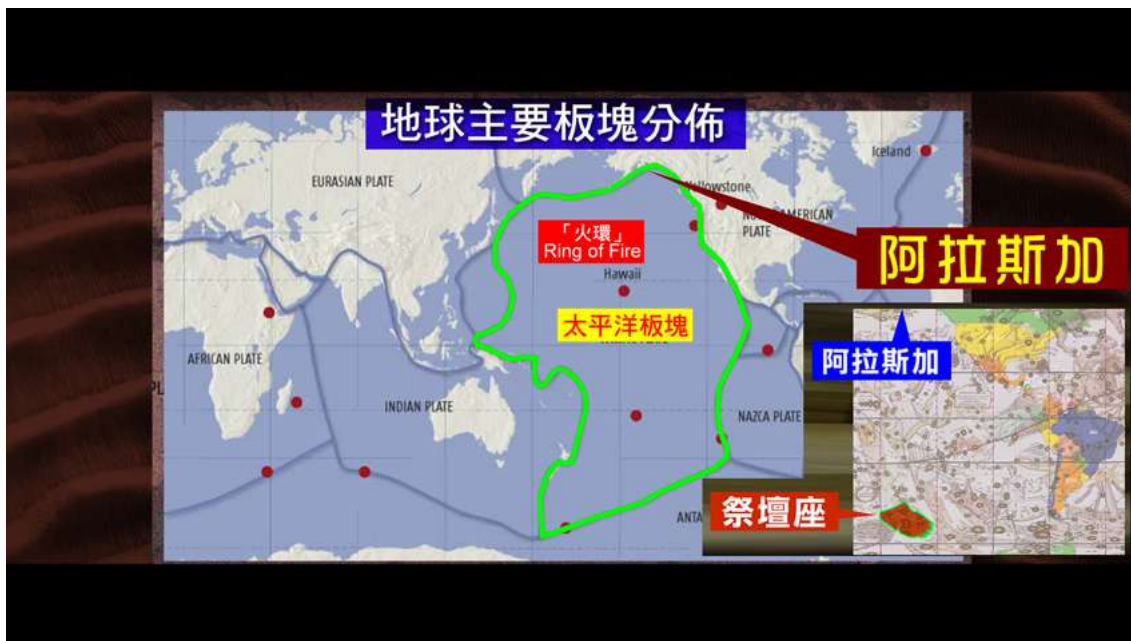 地球主要板塊分佈
Iceland
EURASIAN PLATE
Yellowstone
AMERICAN
PLATE
「火環」
Ring of Fire
阿拉斯加
Hawaii
太平洋板塊
阿拉斯加
AFRICAN PLATE
INDIAN PLATE
NAZCA PLATE
祭壇座
ANTA